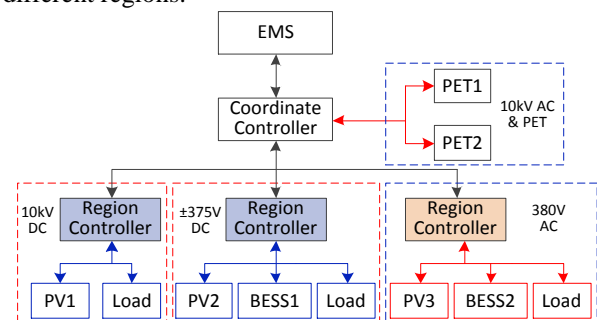 different regions.
EMS
Coordinate
Controller
PET1
PET2
10kV AC
& PET
10kV
DC
Region
Controller
±375V
DC
Region
Controller
Region
Controller
380V
AC
PV1
Load
PV2
BESS1
Load
PV3
BESS2
Load